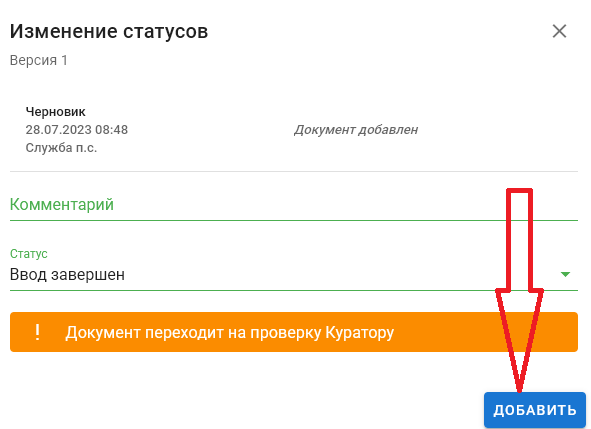 Изменение статусов
Версия 1
Черновик
28.07.2023 08:48
Документ добавлен
Служба п.с.
Комментарий
Статус
Ввод завершен
! Документ переходит на проверку Куратору
ДОБАВИТЬ